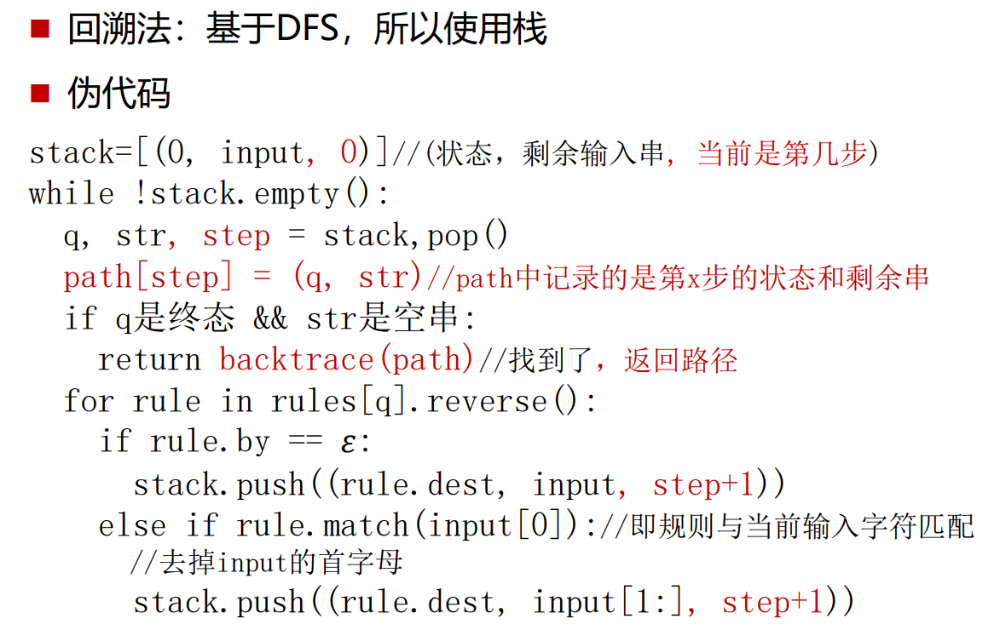 ■ 回溯法：基于DFS，所以使用栈
■ 伪代码
stack=[(0, input, 0)]//(状态，剩余输入串，当前是第几步)
while !stack.empty():
  q, str, step = stack,pop()
  path[step] = (q, str)//path中记录的是第x步的状态和剩余串
  if q是终态 && str是空串:
    return backtrace(path)//找到了，返回路径
  for rule in rules[q].reverse():
    if rule.by == ε:
      stack.push((rule.dest, input, step+1))
    else if rule.match(input[0])://即规则与当前输入字符匹配
      //去掉input的首字母
      stack.push((rule.dest, input[1:], step+1))